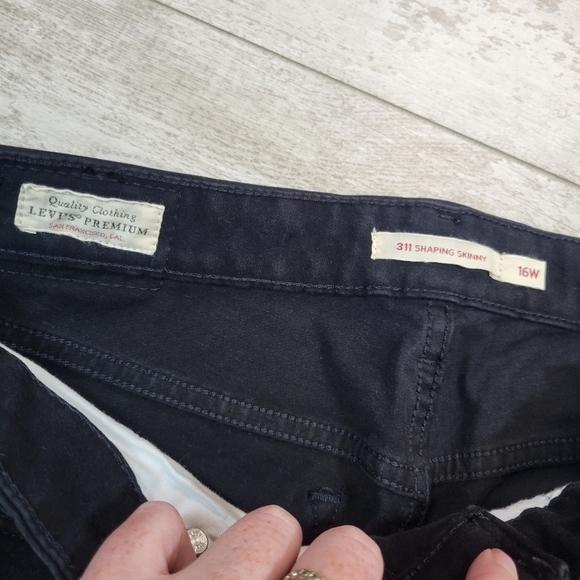 Quality Clothing
LEVI'S® PREMIUM
SAN FRANCISCO, CAL.
311 SHAPING SKINNY
16W